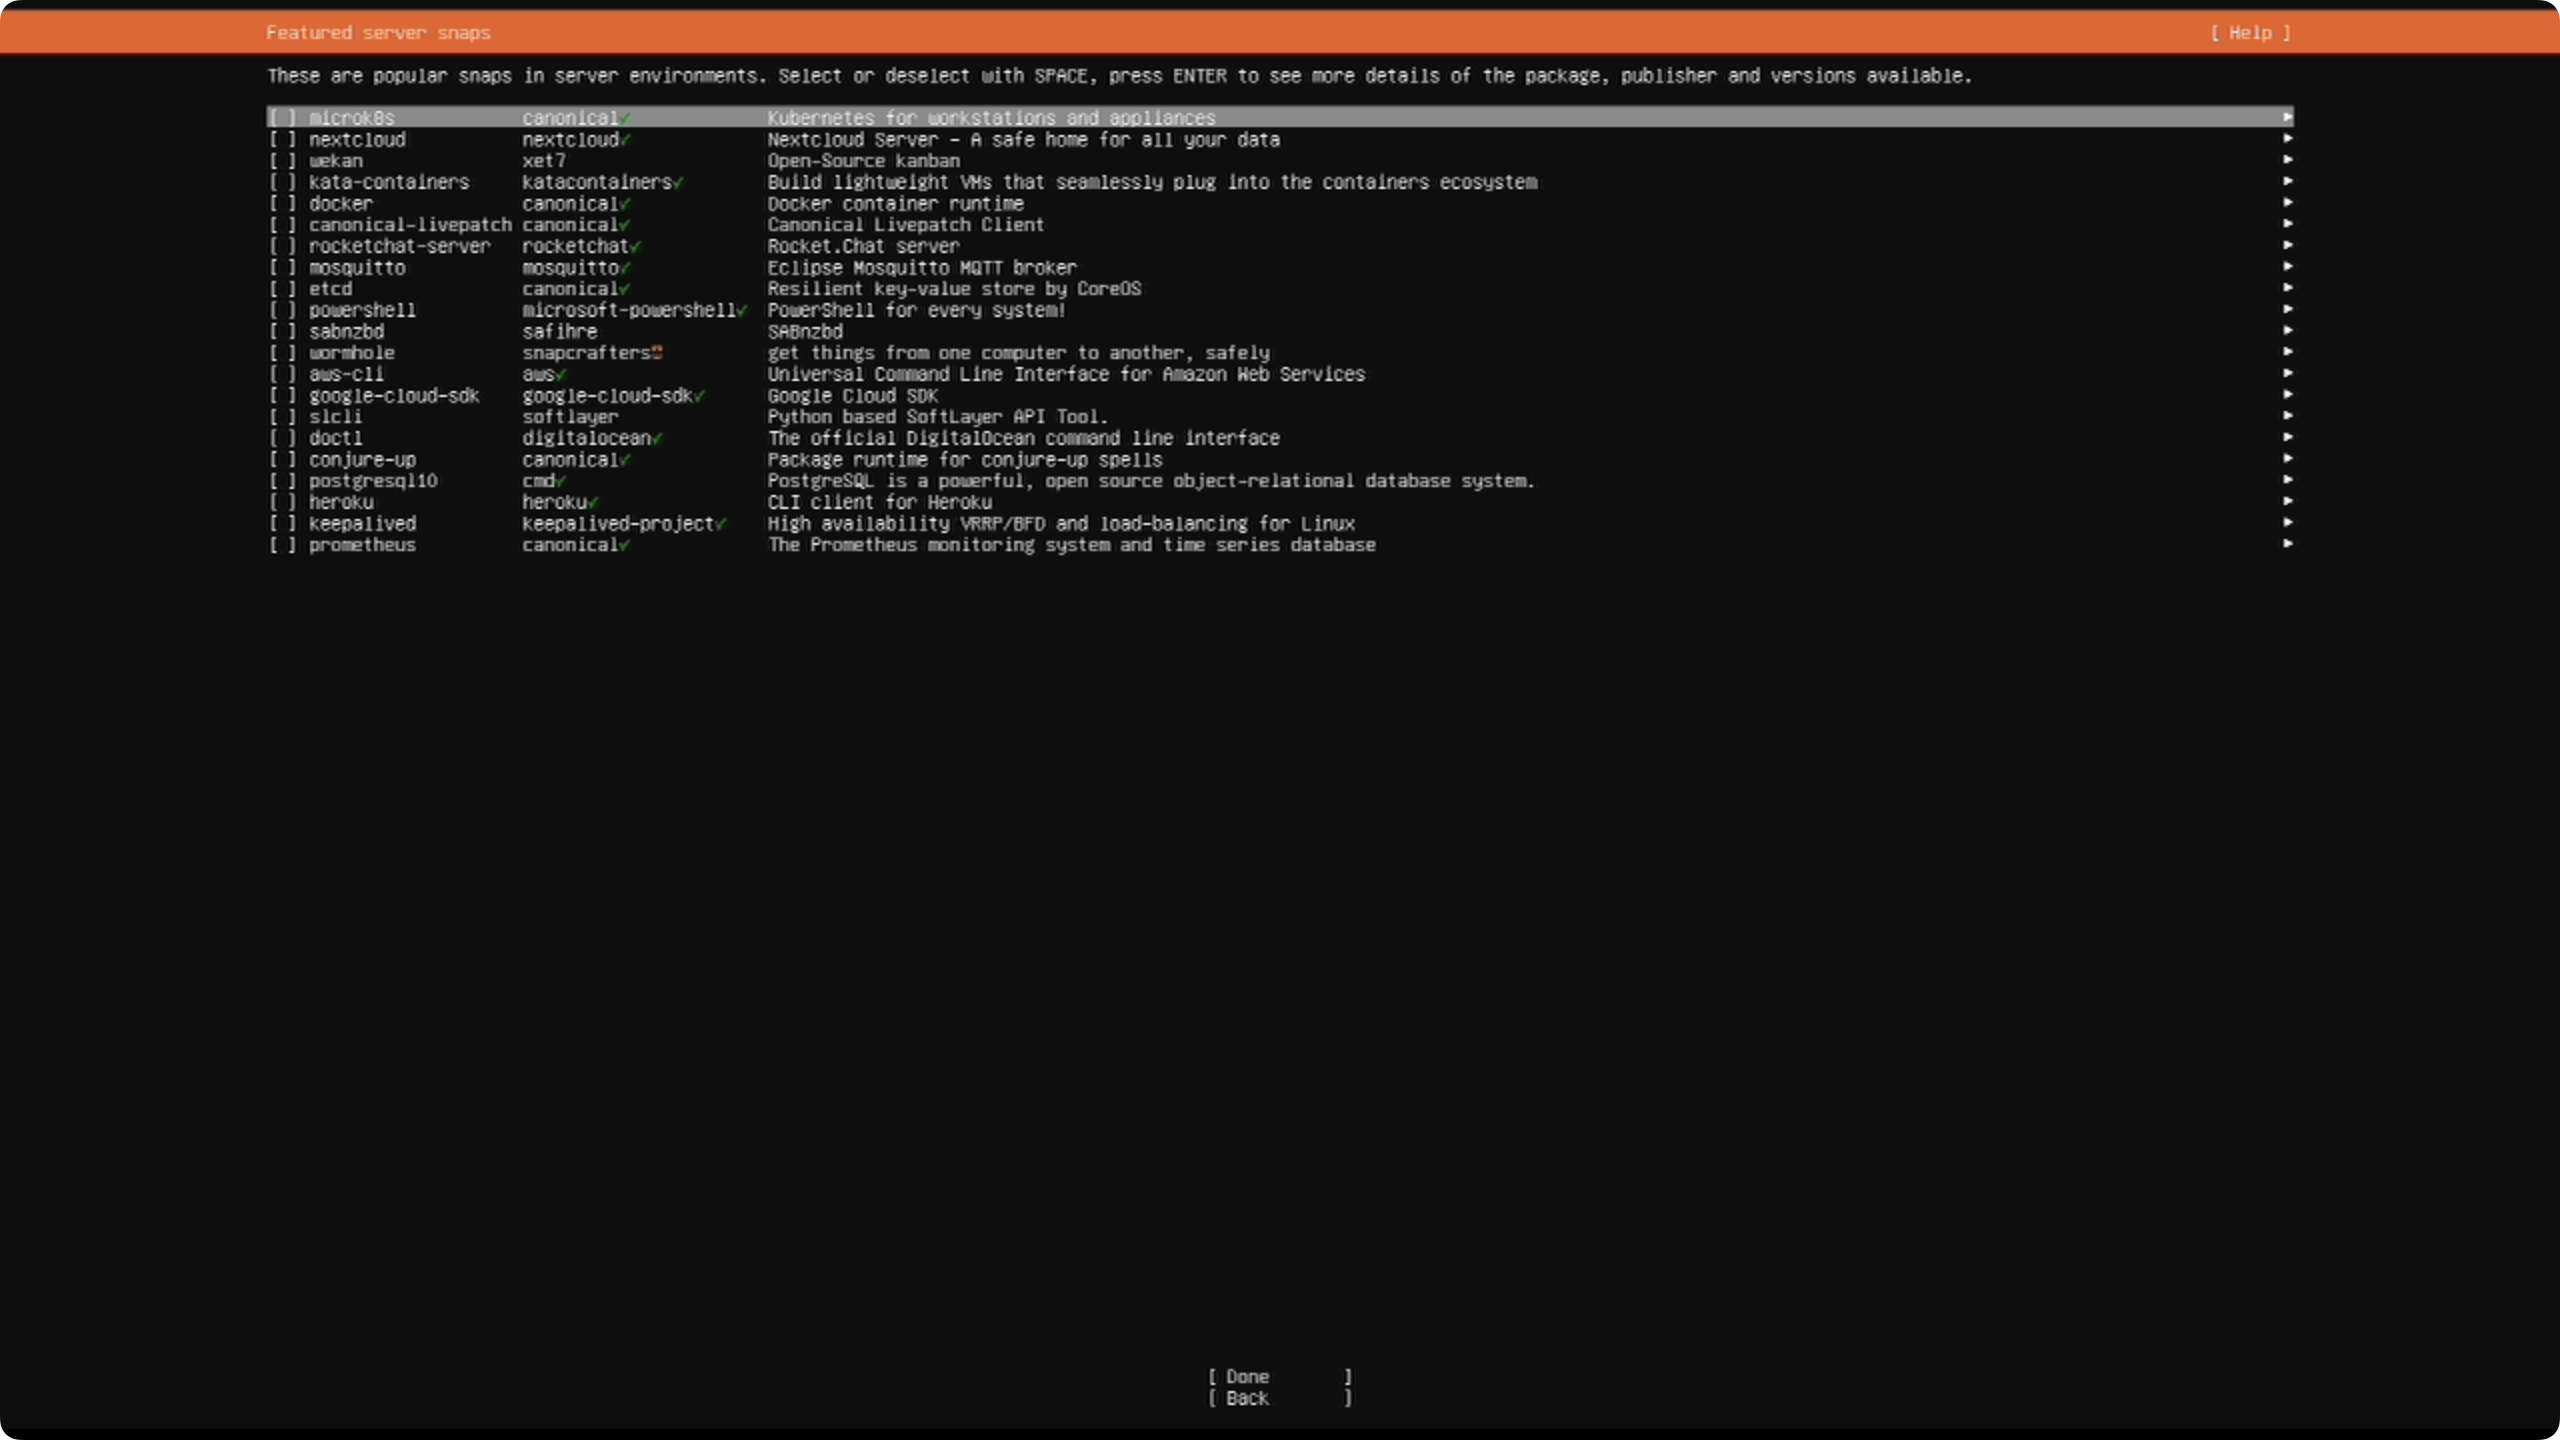 Featured server snaps [ Help ]
These are popular snaps in server environments. Select or deselect with SPACE, press ENTER to see more details of the package, publisher and versions available.
[ ] microk8s canonical✓ Kubernetes for workstations and appliances ▸
[ ] nextcloud nextcloud✓ Nextcloud Server - A safe home for all your data ▸
[ ] wekan xet7 Open-Source kanban ▸
[ ] kata-containers katacontainers✓ Build lightweight VMs that seamlessly plug into the containers ecosystem ▸
[ ] docker canonical✓ Docker container runtime ▸
[ ] canonical-livepatch canonical✓ Canonical Livepatch Client ▸
[ ] rocketchat-server rocketchat✓ Rocket.Chat server ▸
[ ] mosquitto mosquitto✓ Eclipse Mosquitto MQTT broker ▸
[ ] etcd canonical✓ Resilient key-value store by CoreOS ▸
[ ] powershell microsoft-powershell✓ PowerShell for every system! ▸
[ ] sabnzbd safihre SABnzbd ▸
[ ] wormhole snapcrafters get things from one computer to another, safely ▸
[ ] aws-cli aws✓ Universal Command Line Interface for Amazon Web Services ▸
[ ] google-cloud-sdk google-cloud-sdk✓ Google Cloud SDK ▸
[ ] slcli softlayer Python based SoftLayer API Tool. ▸
[ ] doctl digitalocean✓ The official DigitalOcean command line interface ▸
[ ] conjure-up canonical✓ Package runtime for conjure-up spells ▸
[ ] postgresql10 cmd✓ PostgreSQL is a powerful, open source object-relational database system. ▸
[ ] heroku heroku✓ CLI client for Heroku ▸
[ ] keepalived keepalived-project✓ High availability VRRP/BFD and load-balancing for Linux ▸
[ ] prometheus canonical✓ The Prometheus monitoring system and time series database ▸
[ Done ]
[ Back ]